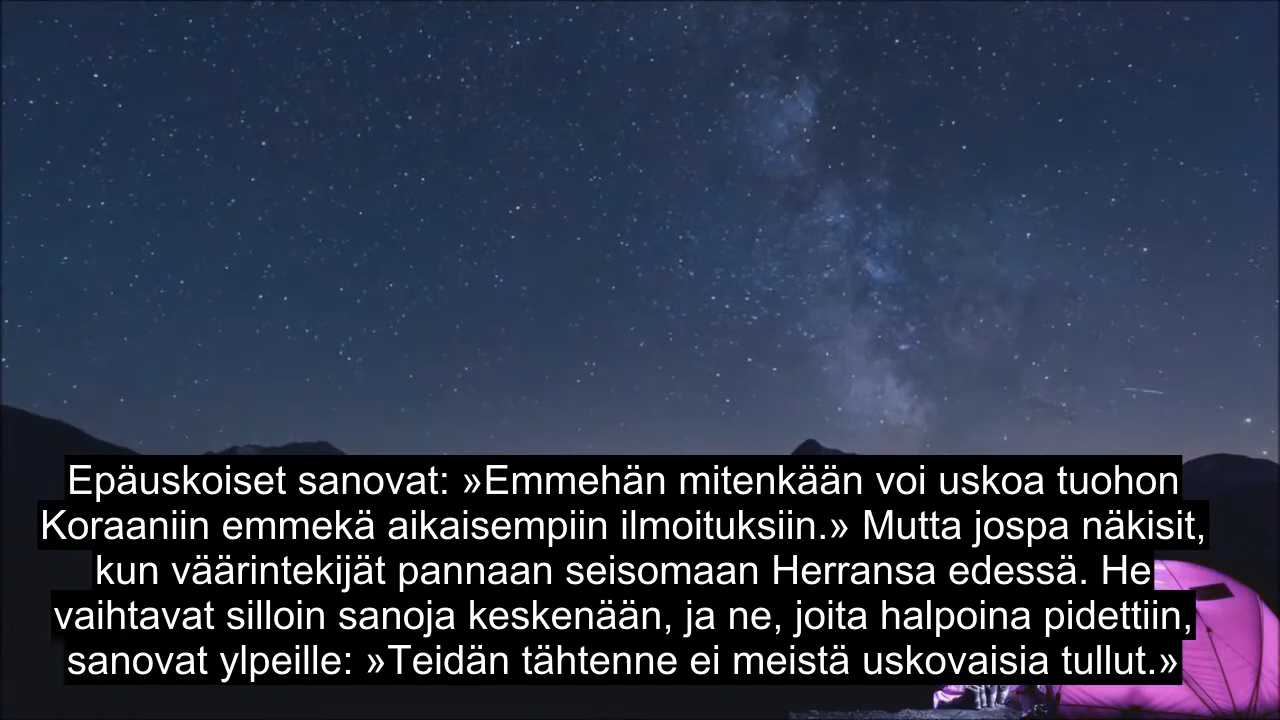 Epäuskoiset sanovat: »Emmehän mitenkään voi uskoa tuohon
Koraaniin emmekä aikaisempiin ilmoituksiin.» Mutta jospa näkisit,
kun väärintekijät pannaan seisomaan Herransa edessä. He
vaihtavat silloin sanoja keskenään, ja ne, joita halpoina pidettiin,
sanovat ylpeille: »Teidän tähtenne ei meistä uskovaisia tullut.»